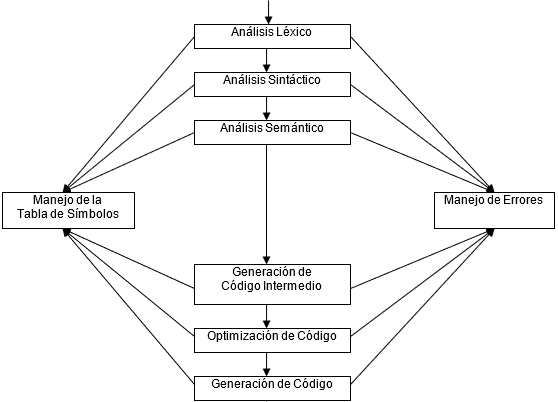 Análisis Léxico
Análisis Sintáctico
Análisis Semántico
Manejo de la
Tabla de Símbolos
Manejo de Errores
Generación de
Código Intermedio
Optimización de Código
Generación de Código